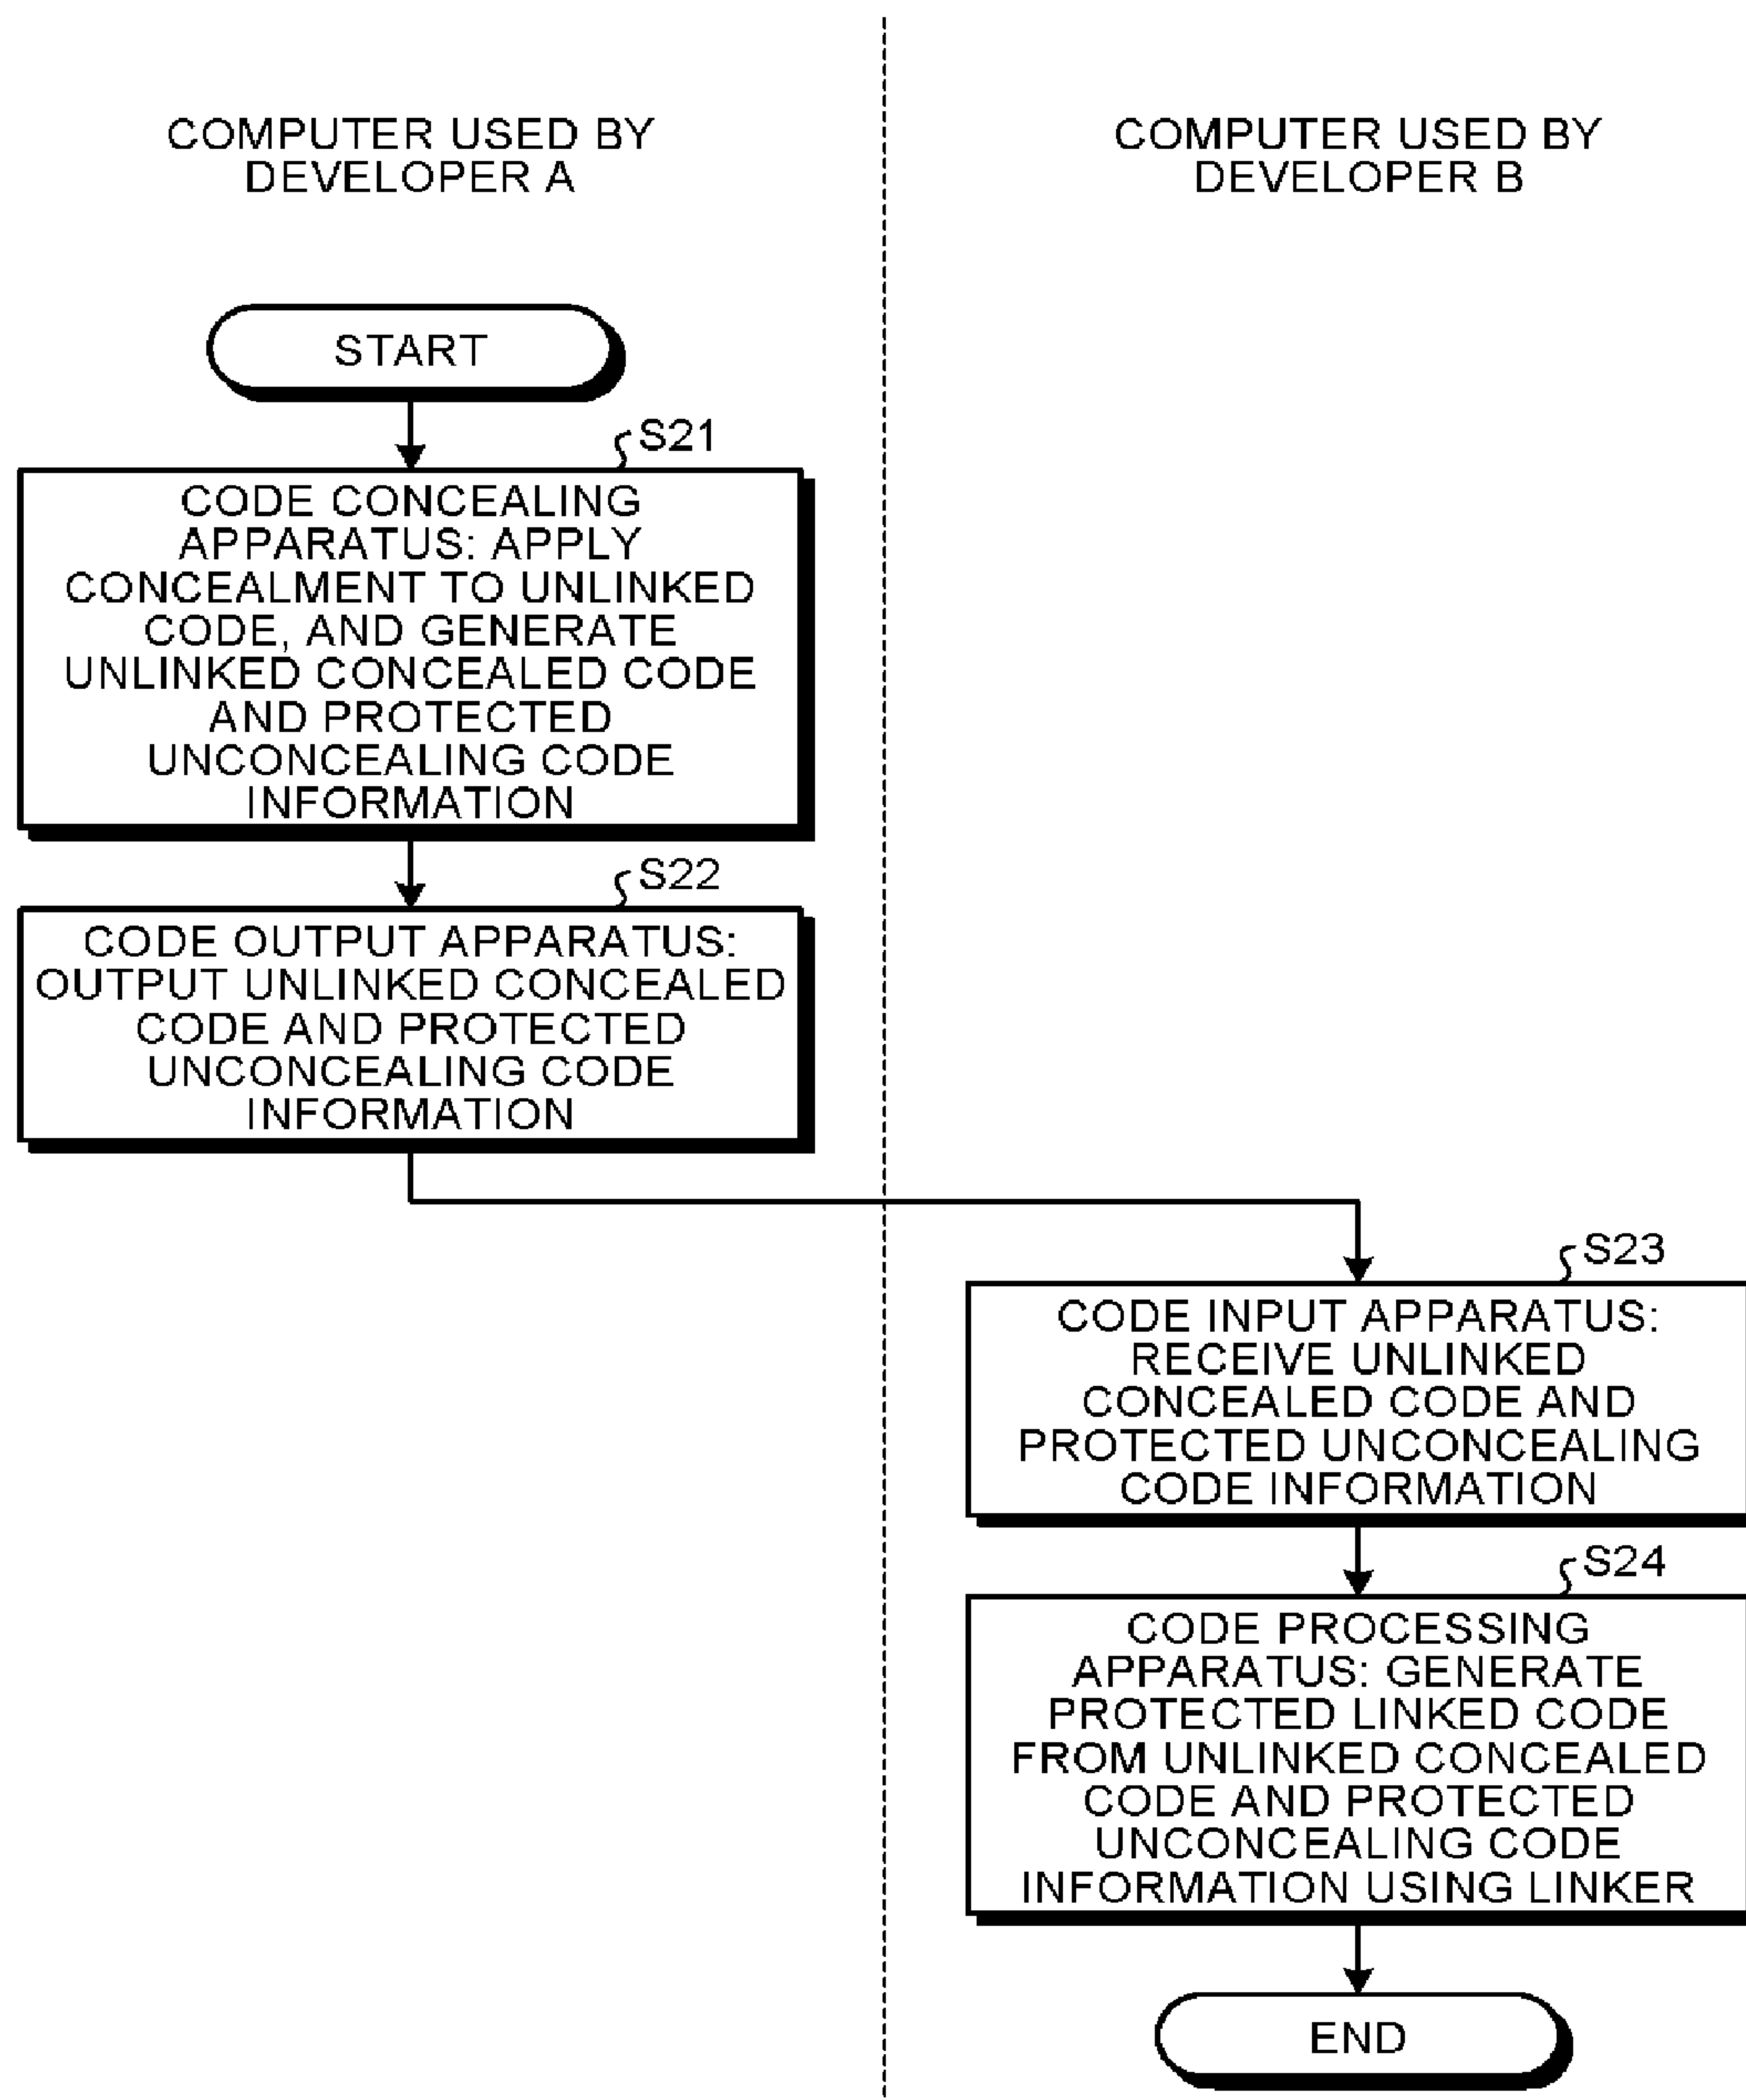 COMPUTER USED BY
DEVELOPER A
COMPUTER USED BY
DEVELOPER B
START
S21
CODE CONCEALING
APPARATUS: APPLY
CONCEALMENT TO UNLINKED
CODE, AND GENERATE
UNLINKED CONCEALED CODE
AND PROTECTED
UNCONCEALING CODE
INFORMATION
S22
CODE OUTPUT APPARATUS:
OUTPUT UNLINKED CONCEALED
CODE AND PROTECTED
UNCONCEALING CODE
INFORMATION
S23
CODE INPUT APPARATUS:
RECEIVE UNLINKED
CONCEALED CODE AND
PROTECTED UNCONCEALING
CODE INFORMATION
S24
CODE PROCESSING
APPARATUS: GENERATE
PROTECTED LINKED CODE
FROM UNLINKED CONCEALED
CODE AND PROTECTED
UNCONCEALING CODE
INFORMATION USING LINKER
END